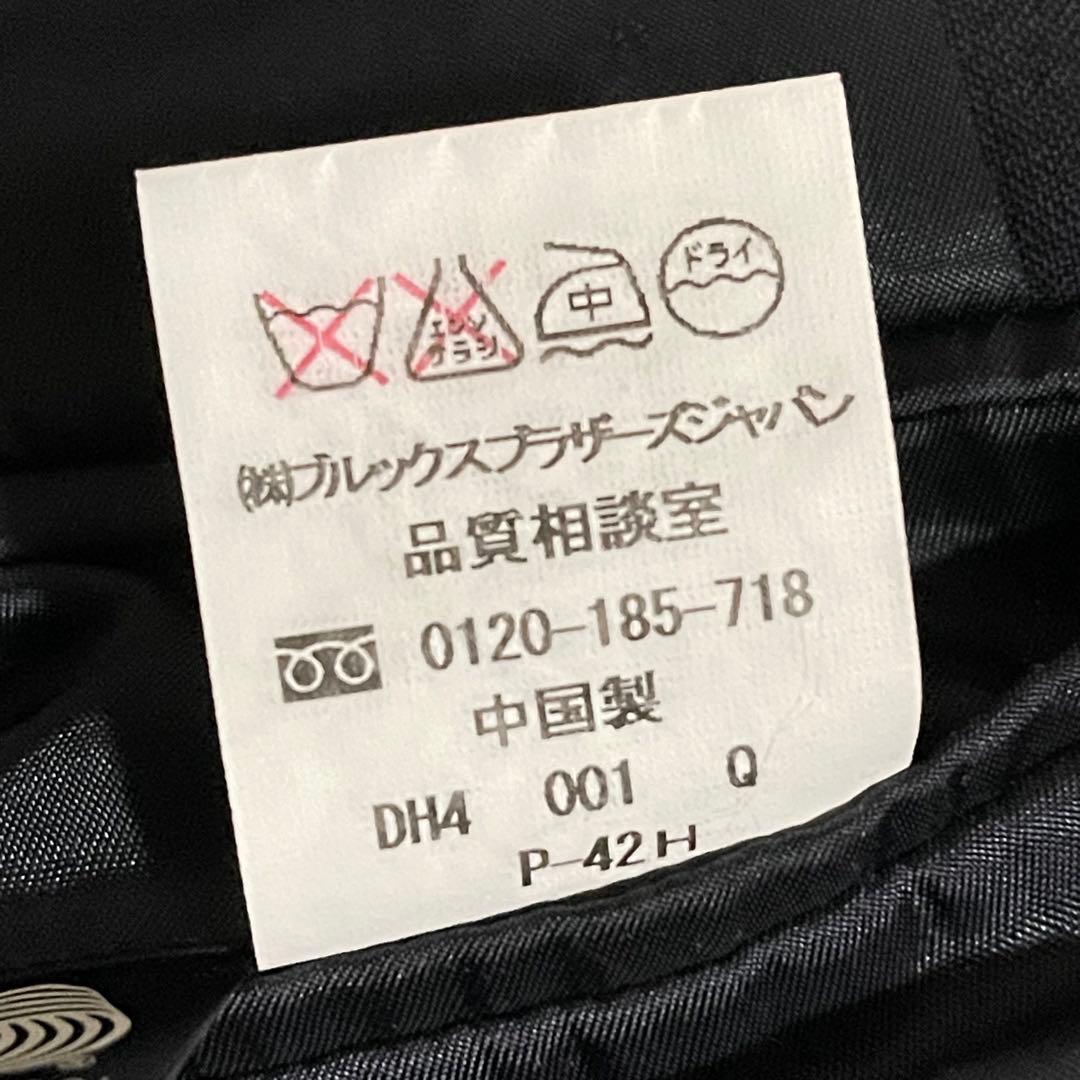 エンソ
サラシ
中
ドライ
㈱ブルックスブラザーズジャパン
品質相談室
0120-185-718
中国製
DH4 001 Q
P-42H